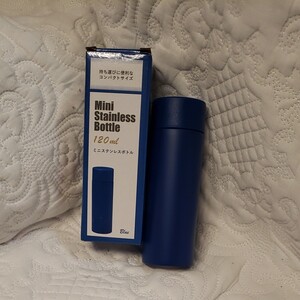 持ち運びに便利な
コンパクトサイズ
Mini
Stainless
Bottle
120ml
ミニステンレスボトル